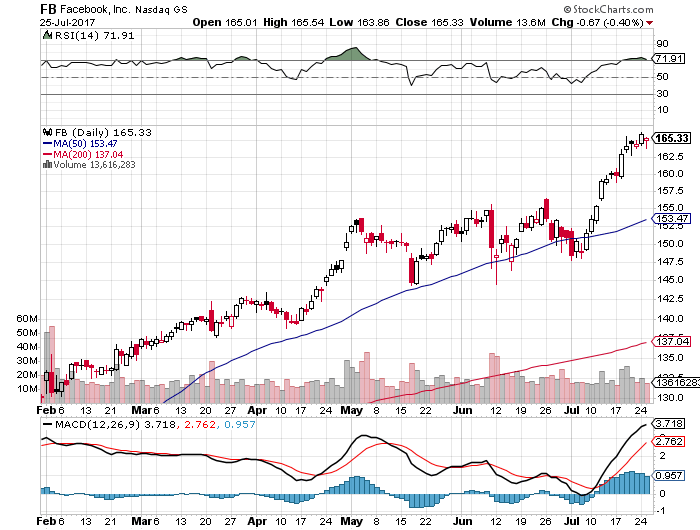 FB Facebook, Inc. Nasdaq GS © StockCharts.com
25-Jul-2017 Open 165.01 High 165.54 Low 163.86 Close 165.33 Volume 13.6M Chg -0.67 (-0.40%)
RSI(14) 71.91
90
71.91
50
30
10
FB (Daily) 165.33
MA(50) 153.47
MA(200) 137.04
Volume 13,616,283
165.33
162.5
160.0
157.5
155.0
153.47
152.5
150.0
147.5
145.0
142.5
140.0
137.04
135.0
130.0
60M
50M
40M
30M
20M
10M
13616283
Feb 6 13 21 Mar 6 13 20 27 Apr 10 17 24 May 8 15 22 Jun 12 19 26 Jul 10 17 24
MACD(12,26,9) 3.718, 2.762, 0.957
3.718
2.762
2
0.957
0
-1
Feb 6 13 21 Mar 6 13 20 27 Apr 10 17 24 May 8 15 22 Jun 12 19 26 Jul 10 17 24